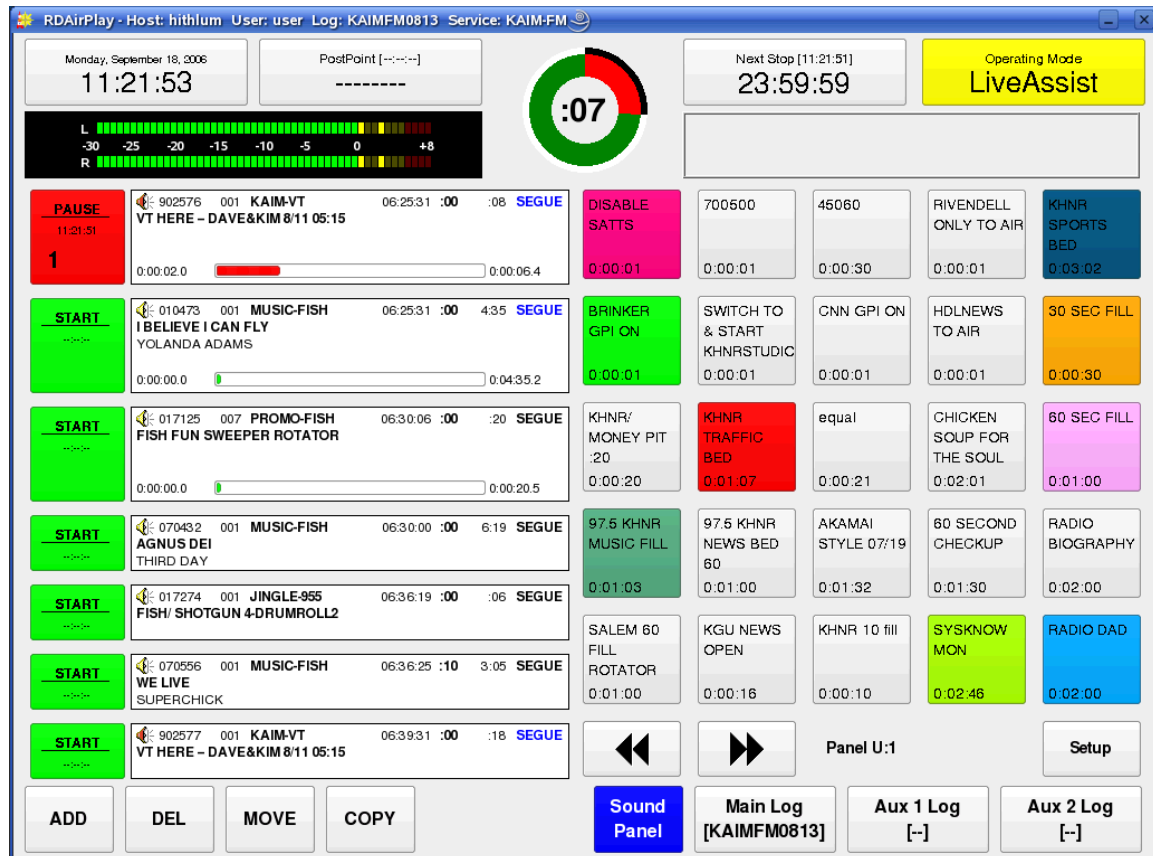 RDAirPlay - Host: hithlum User: user Log: KAIMFM0813 Service: KAIM-FM
Monday, September 18, 2006
11:21:53
PostPoint [--:--:--]
--------
:07
Next Stop [11:21:51]
23:59:59
Operating Mode
LiveAssist
L
-30 -25 -20 -15 -10 -5 0 +8
R
PAUSE
11:21:51
1
902576 001 KAIM-VT 06:25:31 :00 :08 SEGUE
VT HERE – DAVE&KIM 8/11 05:15
0:00:02.0 0:00:06.4
START
--:--:--
010473 001 MUSIC-FISH 06:25:31 :00 4:35 SEGUE
I BELIEVE I CAN FLY
YOLANDA ADAMS
0:00:00.0 0:04:35.2
START
--:--:--
017125 007 PROMO-FISH 06:30:06 :00 :20 SEGUE
FISH FUN SWEEPER ROTATOR
0:00:00.0 0:00:20.5
START
--:--:--
070432 001 MUSIC-FISH 06:30:00 :00 6:19 SEGUE
AGNUS DEI
THIRD DAY
START
--:--:--
017274 001 JINGLE-955 06:36:19 :00 :06 SEGUE
FISH/ SHOTGUN 4-DRUMROLL2
START
--:--:--
070556 001 MUSIC-FISH 06:36:25 :10 3:05 SEGUE
WE LIVE
SUPERCHICK
START
--:--:--
902577 001 KAIM-VT 06:39:31 :00 :18 SEGUE
VT HERE – DAVE&KIM 8/11 05:15
DISABLE
SATTS
0:00:01
700500
0:00:01
45060
0:00:30
RIVENDELL
ONLY TO AIR
0:00:01
KHNR
SPORTS
BED
0:03:02
BRINKER
GPI ON
0:00:01
SWITCH TO
& START
KHNRSTUDIC
0:00:01
CNN GPI ON
0:00:01
HDLNEWS
TO AIR
0:00:01
30 SEC FILL
0:00:30
KHNR/
MONEY PIT
:20
0:00:20
KHNR
TRAFFIC
BED
0:01:07
equal
0:00:21
CHICKEN
SOUP FOR
THE SOUL
0:02:01
60 SEC FILL
0:01:00
97.5 KHNR
MUSIC FILL
0:01:03
97.5 KHNR
NEWS BED
60
0:01:00
AKAMAI
STYLE 07/19
0:01:32
60 SECOND
CHECKUP
0:01:30
RADIO
BIOGRAPHY
0:02:00
SALEM 60
FILL
ROTATOR
0:01:00
KGU NEWS
OPEN
0:00:16
KHNR 10 fill
0:00:10
SYSKNOW
MON
0:02:46
RADIO DAD
0:02:00
Panel U:1
Setup
ADD
DEL
MOVE
COPY
Sound
Panel
Main Log
[KAIMFM0813]
Aux 1 Log
[--]
Aux 2 Log
[--]